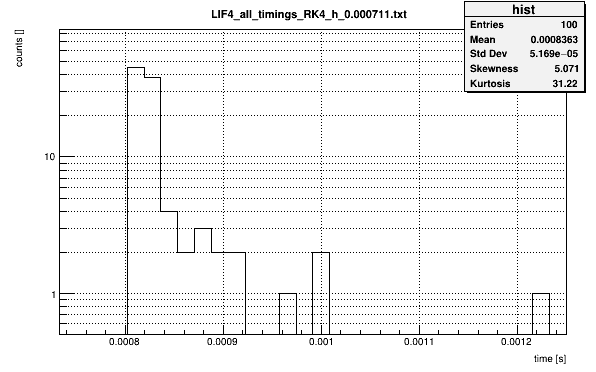 LIF4_all_timings_RK4_h_0.000711.txt
hist
Entries 100
Mean 0.0008363
Std Dev 5.169e−05
Skewness 5.071
Kurtosis 31.22
counts []
10
1
0.0008 0.0009 0.001 0.0011 0.0012
time [s]